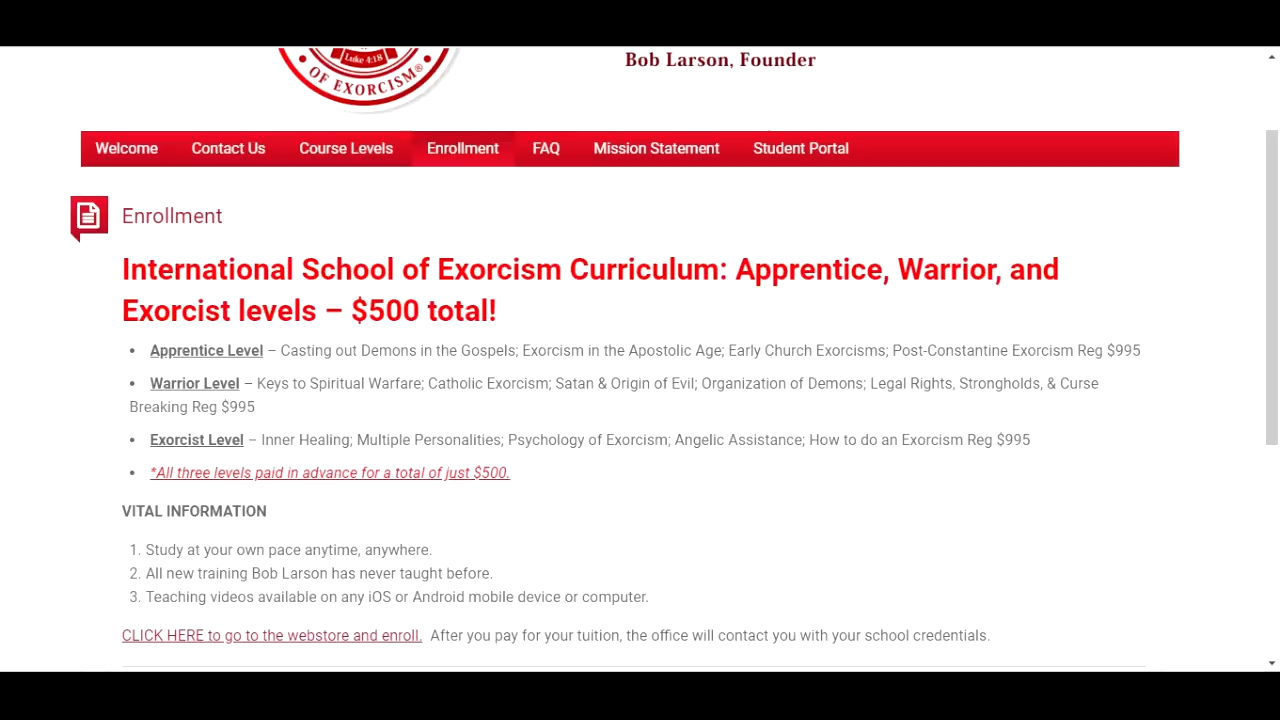 Luke 4:18
OF EXORCISM®
Bob Larson, Founder
Welcome Contact Us Course Levels Enrollment FAQ Mission Statement Student Portal
Enrollment
International School of Exorcism Curriculum: Apprentice, Warrior, and
Exorcist levels – $500 total!
• Apprentice Level – Casting out Demons in the Gospels; Exorcism in the Apostolic Age; Early Church Exorcisms; Post-Constantine Exorcism Reg $995
• Warrior Level – Keys to Spiritual Warfare; Catholic Exorcism; Satan & Origin of Evil; Organization of Demons; Legal Rights, Strongholds, & Curse
Breaking Reg $995
• Exorcist Level – Inner Healing; Multiple Personalities; Psychology of Exorcism; Angelic Assistance; How to do an Exorcism Reg $995
• *All three levels paid in advance for a total of just $500.
VITAL INFORMATION
1. Study at your own pace anytime, anywhere.
2. All new training Bob Larson has never taught before.
3. Teaching videos available on any iOS or Android mobile device or computer.
CLICK HERE to go to the webstore and enroll. After you pay for your tuition, the office will contact you with your school credentials.